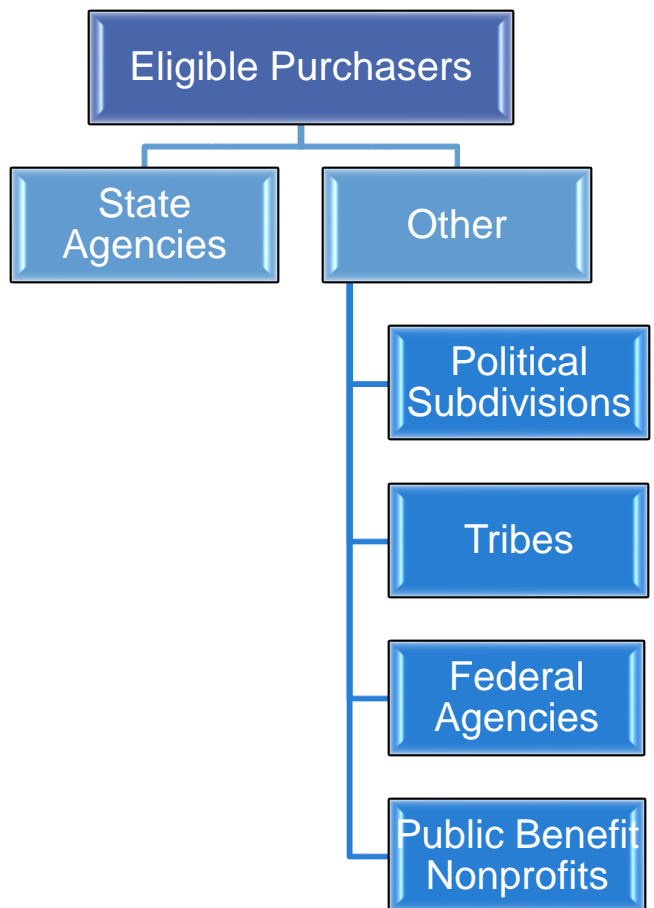 Eligible Purchasers
State
Agencies
Other
Political
Subdivisions
Tribes
Federal
Agencies
Public Benefit
Nonprofits